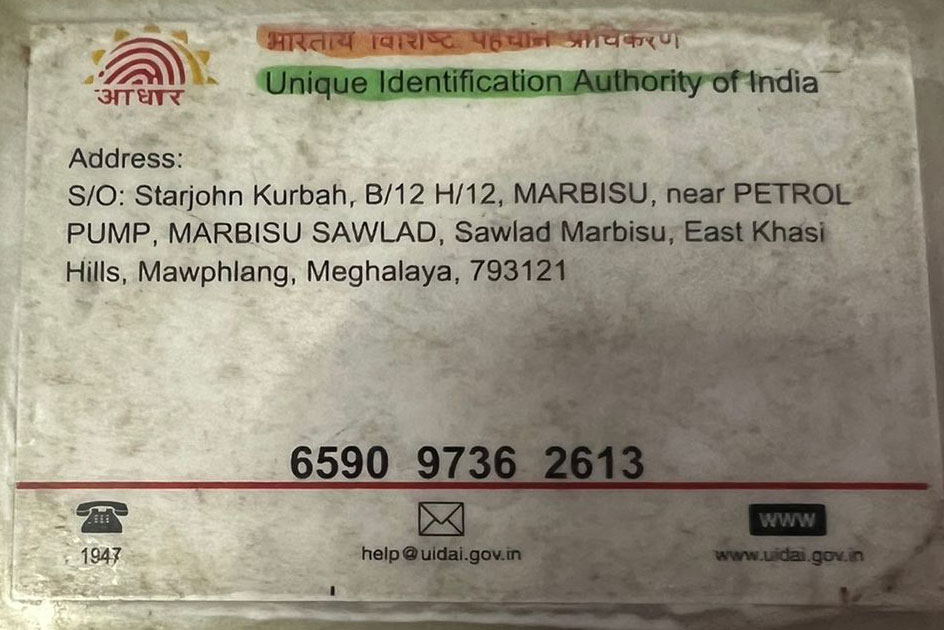 भारतीय विशिष्ट पहचान प्राधिकरण
आधार
Unique Identification Authority of India
Address:
S/O: Starjohn Kurbah, B/12 H/12, MARBISU, near PETROL
PUMP, MARBISU SAWLAD, Sawlad Marbisu, East Khasi
Hills, Mawphlang, Meghalaya, 793121
6590 9736 2613
WWW
1947
help@uidai.gov.in
www.uidai.gov.in